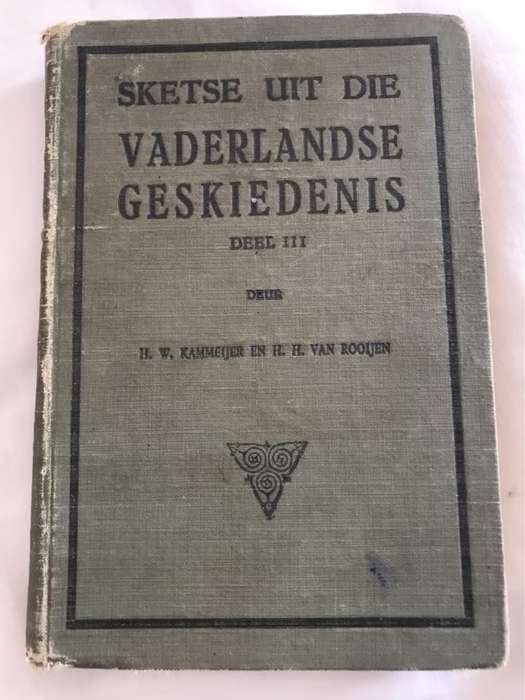 SKETSE UIT DIE
VADERLANDSE
GESKIEDENIS
DEEL III
DEUR
H. W. KAMMEIJER EN H. H. VAN ROOIJEN